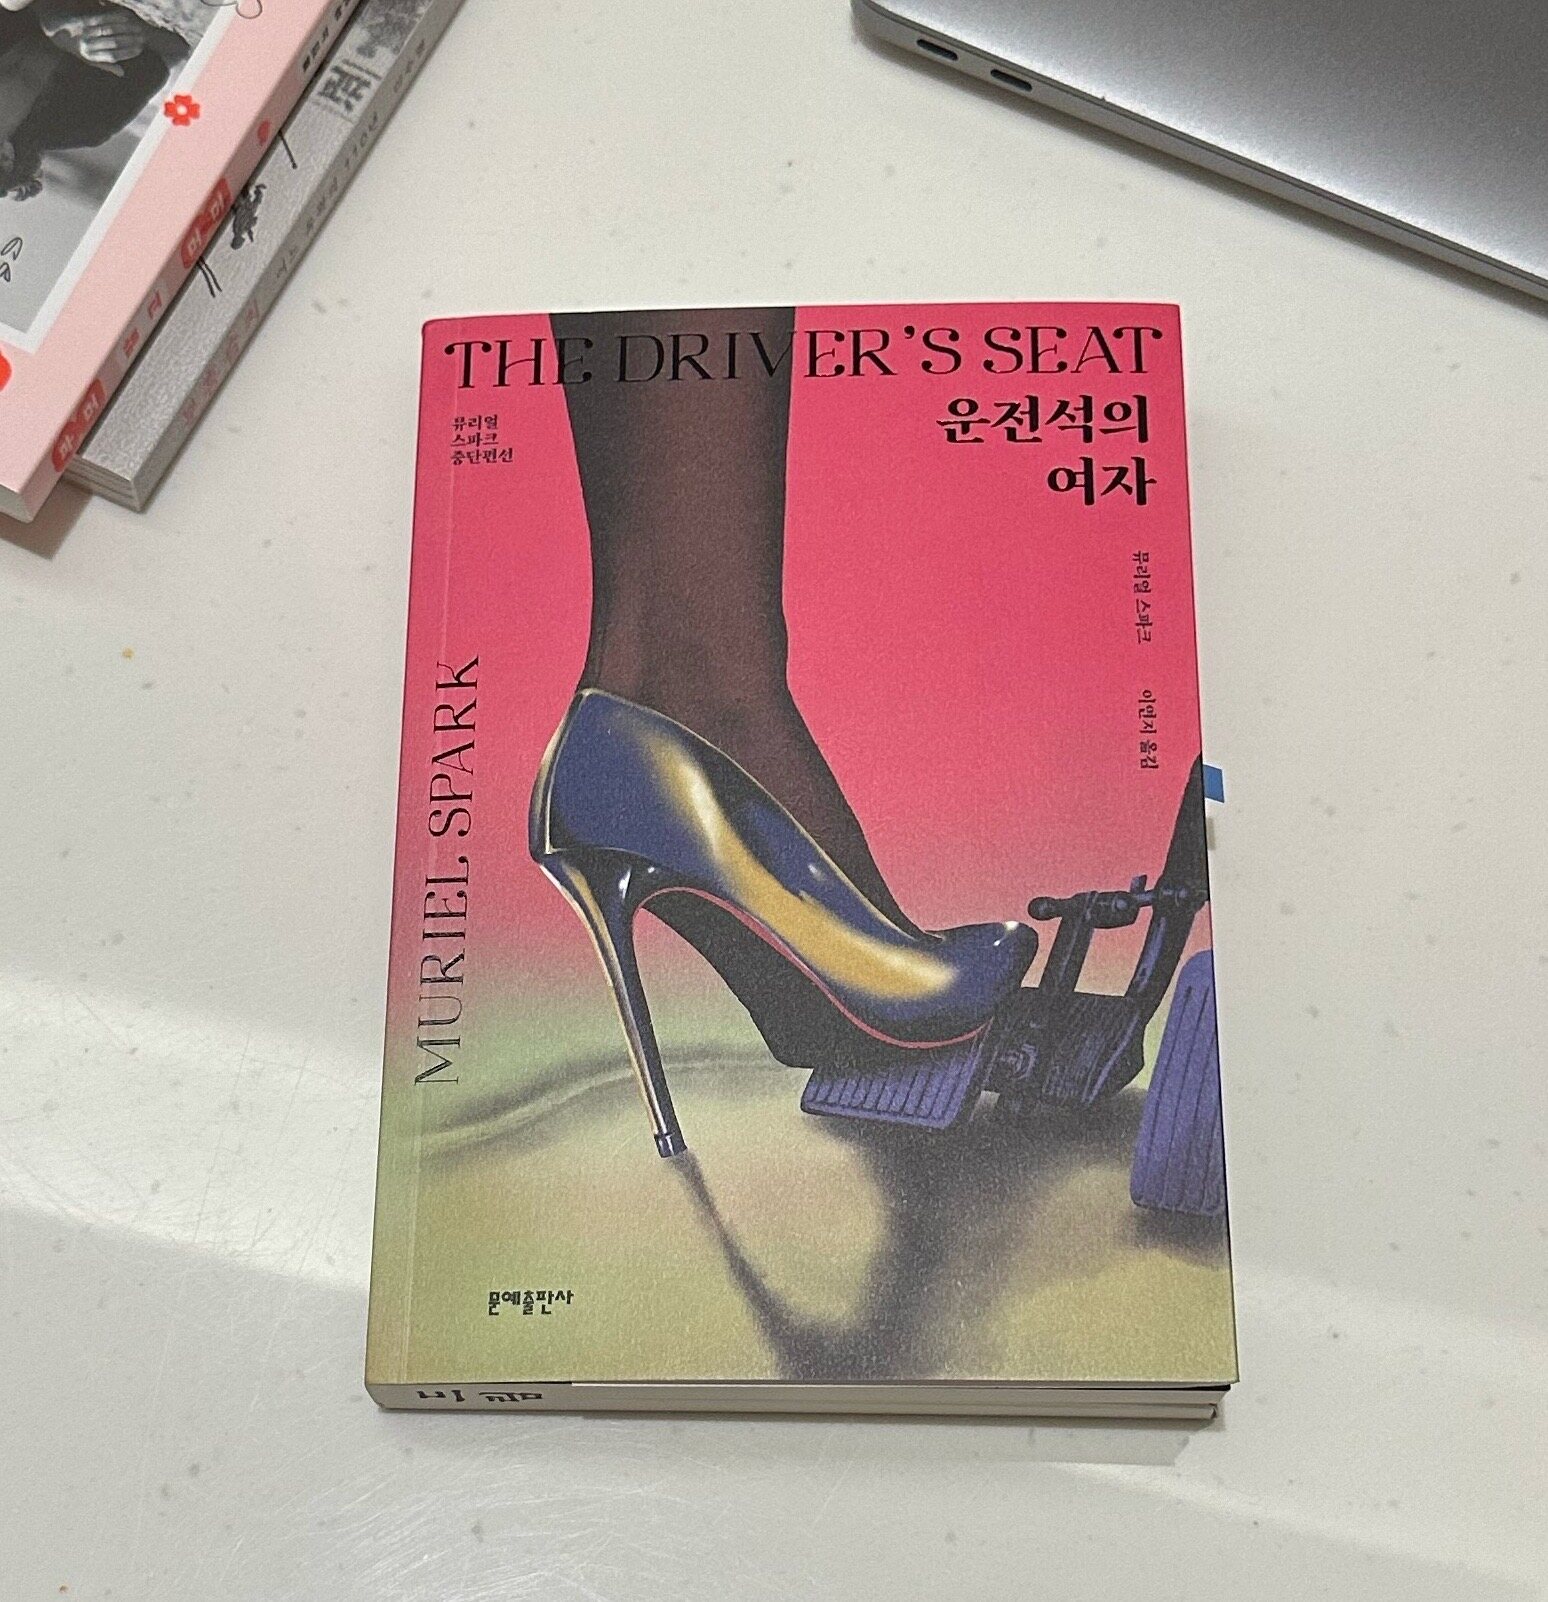 THE DRIVER'S SEAT
운전석의
여자
뮤리얼
스파크
중단편선
뮤리얼 스파크
이연지 옮김
MURIEL SPARK
문예출판사